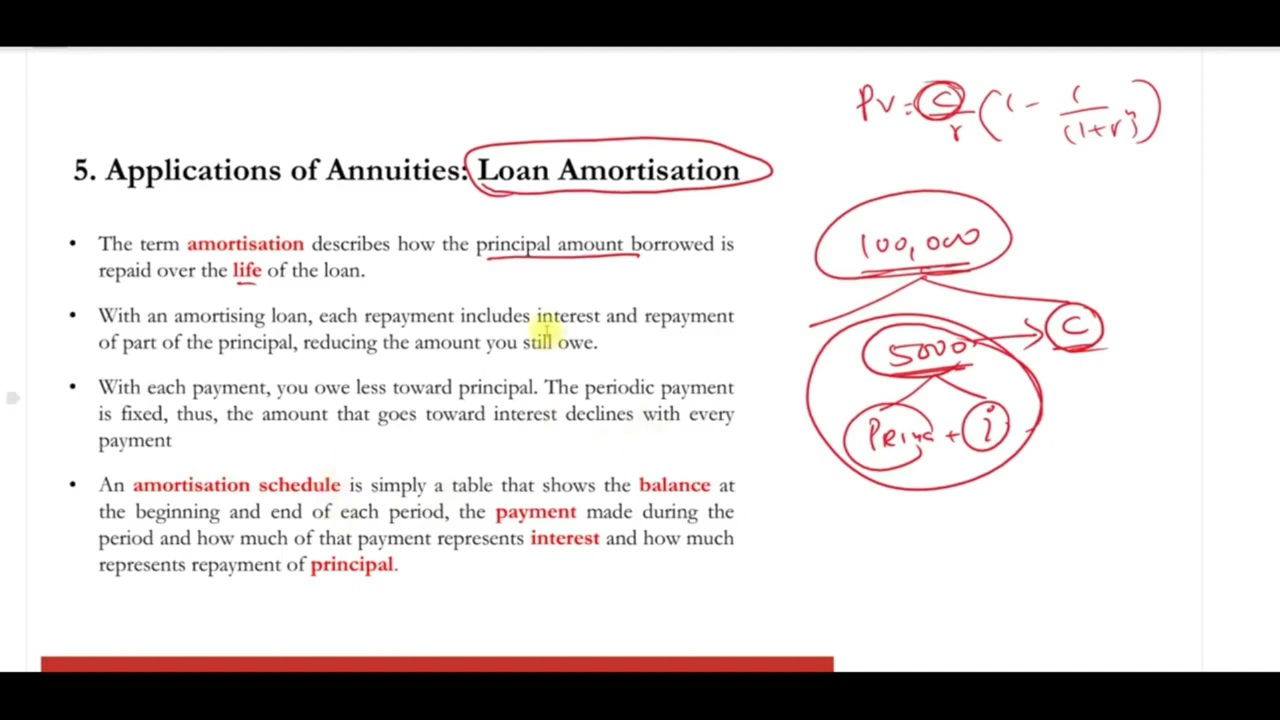 PV = C/r (1 - 1/(1+r)^n)
5. Applications of Annuities: Loan Amortisation
100,000
• The term amortisation describes how the principal amount borrowed is
repaid over the life of the loan.
• With an amortising loan, each repayment includes interest and repayment
of part of the principal, reducing the amount you still owe.
C
5000
• With each payment, you owe less toward principal. The periodic payment
is fixed, thus, the amount that goes toward interest declines with every
payment
Princ + i
• An amortisation schedule is simply a table that shows the balance at
the beginning and end of each period, the payment made during the
period and how much of that payment represents interest and how much
represents repayment of principal.